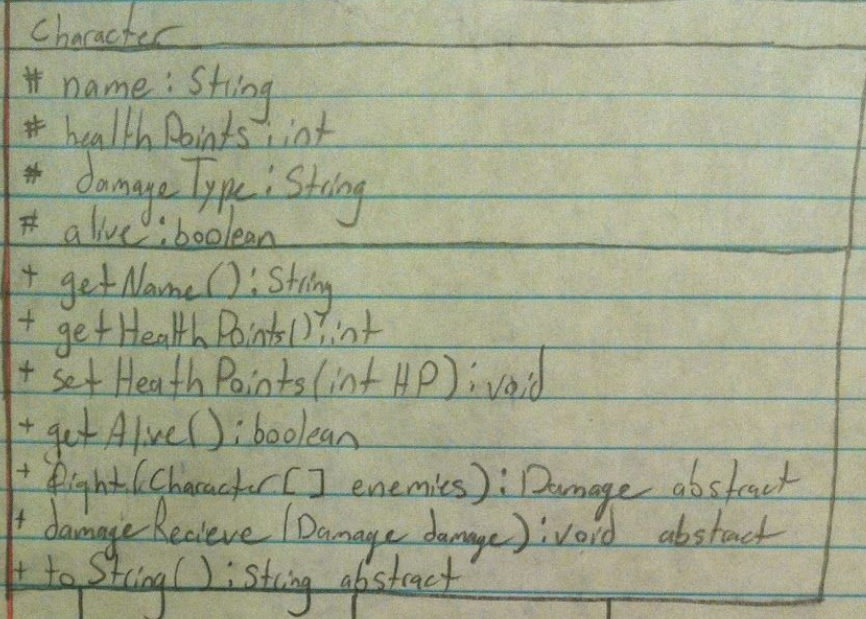 Character
# name : String
# healthPoints : int
# damageType : String
# alive : boolean
+ getName() : String
+ getHealthPoints() : int
+ setHeathPoints(int HP) : void
+ getAlive() : boolean
+ fight(Character[] enemies) : Damage abstract
+ damageRecieve (Damage damage) : void abstract
+ toString() : String abstract